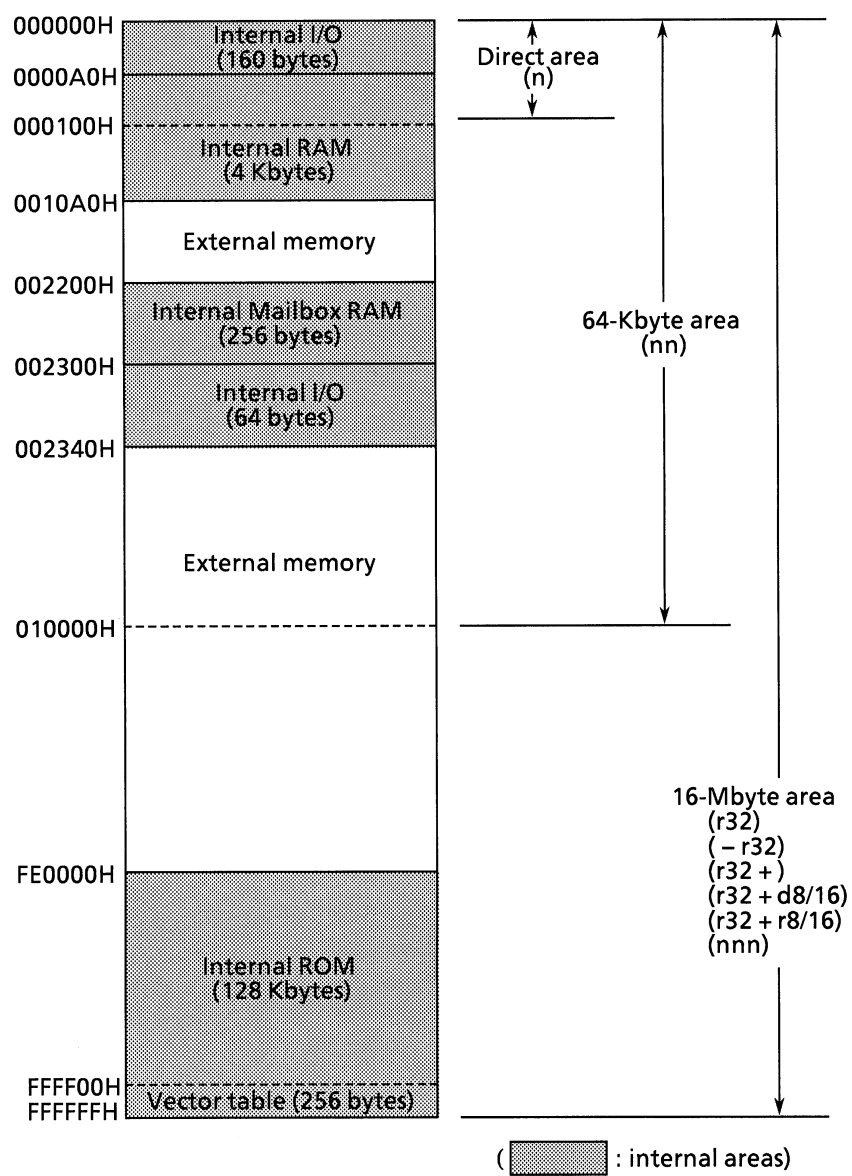 000000H
Internal I/O
(160 bytes)
0000A0H
000100H
Internal RAM
(4 Kbytes)
0010A0H
External memory
002200H
Internal Mailbox RAM
(256 bytes)
002300H
Internal I/O
(64 bytes)
002340H
External memory
010000H
FE0000H
Internal ROM
(128 Kbytes)
FFFF00H
Vector table (256 bytes)
FFFFFFH
Direct area
(n)
64-Kbyte area
(nn)
16-Mbyte area
(r32)
( – r32)
(r32 + )
(r32 + d8/16)
(r32 + r8/16)
(nnn)
( : internal areas)